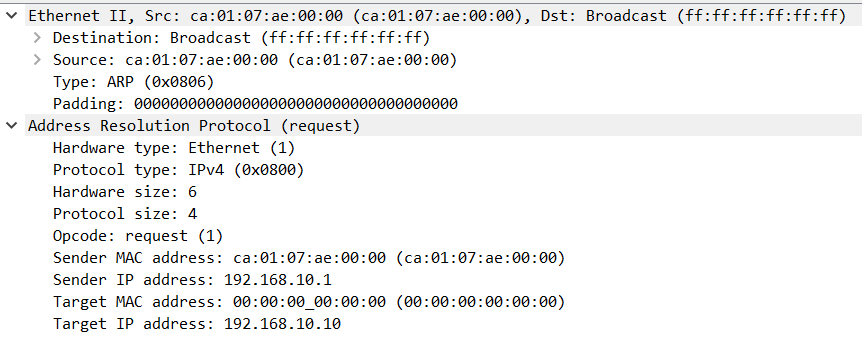 Ethernet II, Src: ca:01:07:ae:00:00 (ca:01:07:ae:00:00), Dst: Broadcast (ff:ff:ff:ff:ff:ff)
Destination: Broadcast (ff:ff:ff:ff:ff:ff)
Source: ca:01:07:ae:00:00 (ca:01:07:ae:00:00)
Type: ARP (0x0806)
Padding: 000000000000000000000000000000000000
Address Resolution Protocol (request)
Hardware type: Ethernet (1)
Protocol type: IPv4 (0x0800)
Hardware size: 6
Protocol size: 4
Opcode: request (1)
Sender MAC address: ca:01:07:ae:00:00 (ca:01:07:ae:00:00)
Sender IP address: 192.168.10.1
Target MAC address: 00:00:00_00:00:00 (00:00:00:00:00:00)
Target IP address: 192.168.10.10